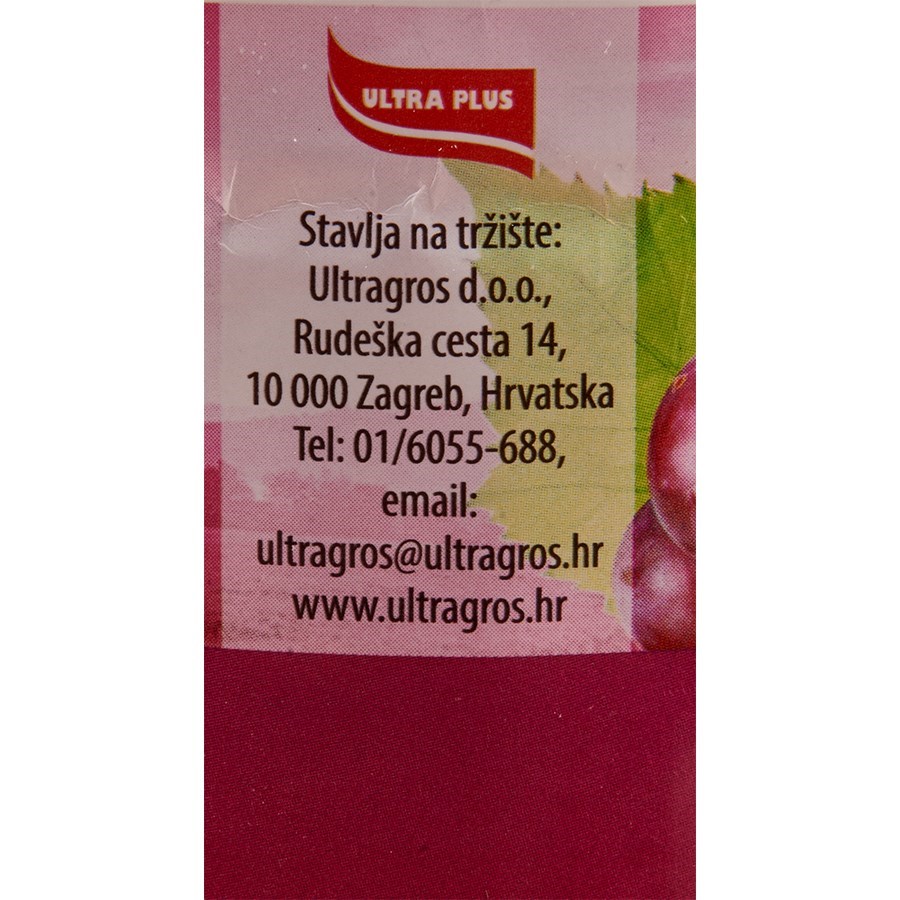 ULTRA PLUS
Stavlja na tržište:
Ultragros d.o.o.,
Rudeška cesta 14,
10 000 Zagreb, Hrvatska
Tel: 01/6055-688,
email:
ultragros@ultragros.hr
www.ultragros.hr